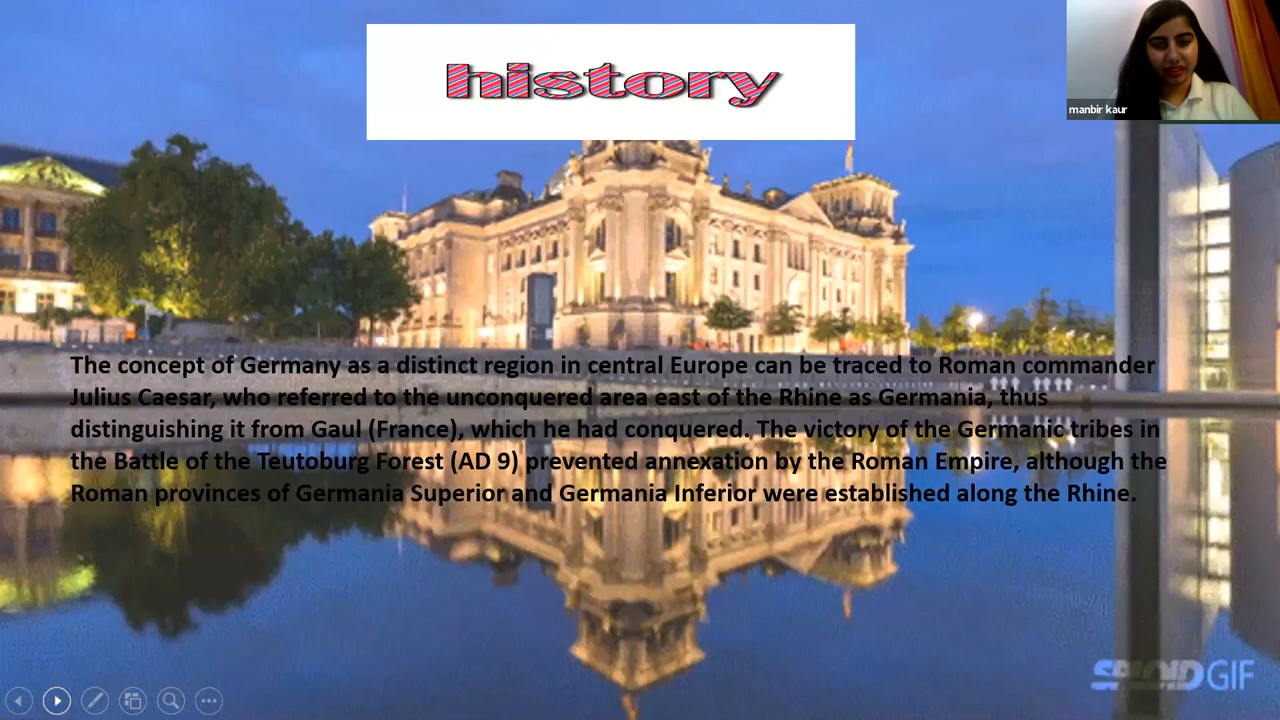 history
manbir kaur
The concept of Germany as a distinct region in central Europe can be traced to Roman commander
Julius Caesar, who referred to the unconquered area east of the Rhine as Germania, thus
distinguishing it from Gaul (France), which he had conquered. The victory of the Germanic tribes in
the Battle of the Teutoburg Forest (AD 9) prevented annexation by the Roman Empire, although the
Roman provinces of Germania Superior and Germania Inferior were established along the Rhine.
SPLOID GIF